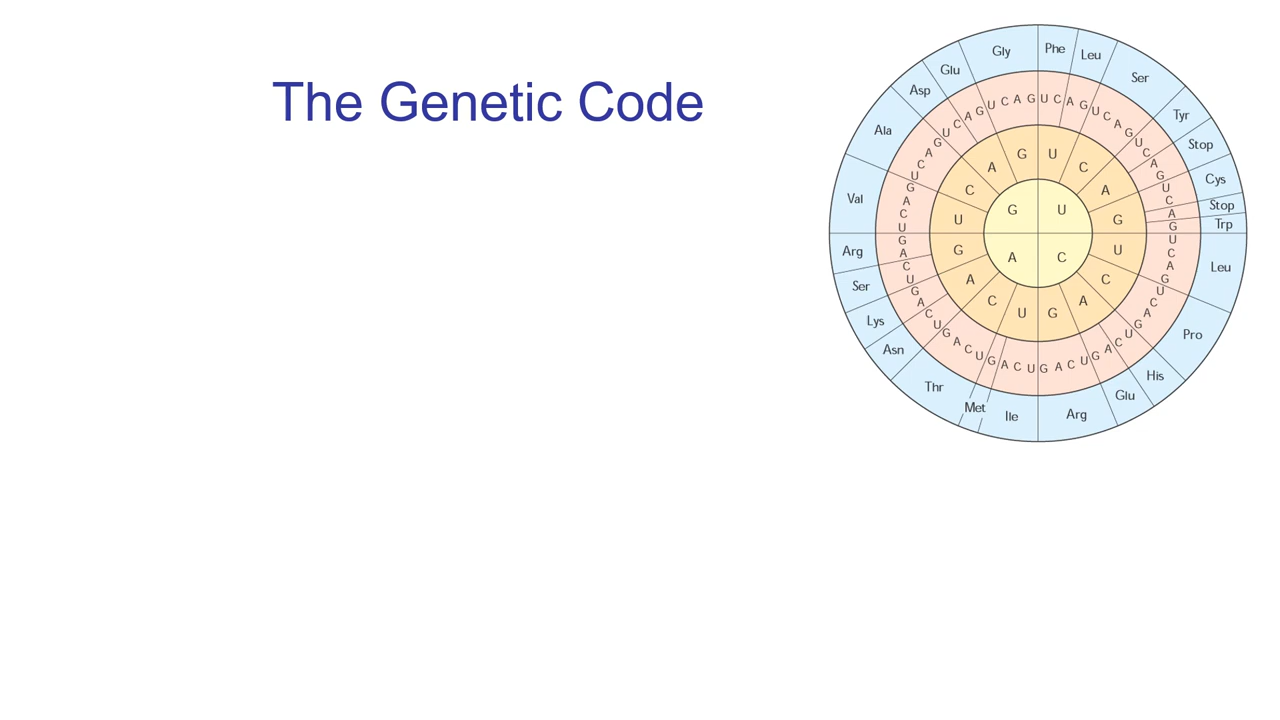 The Genetic Code
Gly Phe Leu Ser Tyr Stop Cys Stop Trp Leu Pro His Glu Arg Ile Met Thr Asn Lys Ser Arg Val Ala Asp Glu
U C A G U C A G U C A G U C A G U C A G U C A G U C A G U C A G U C A G U C A G U C A G U C A G U C A G U C A G U C A G U C A G
U C A G U C A G U C A G U C A G
G U
A C